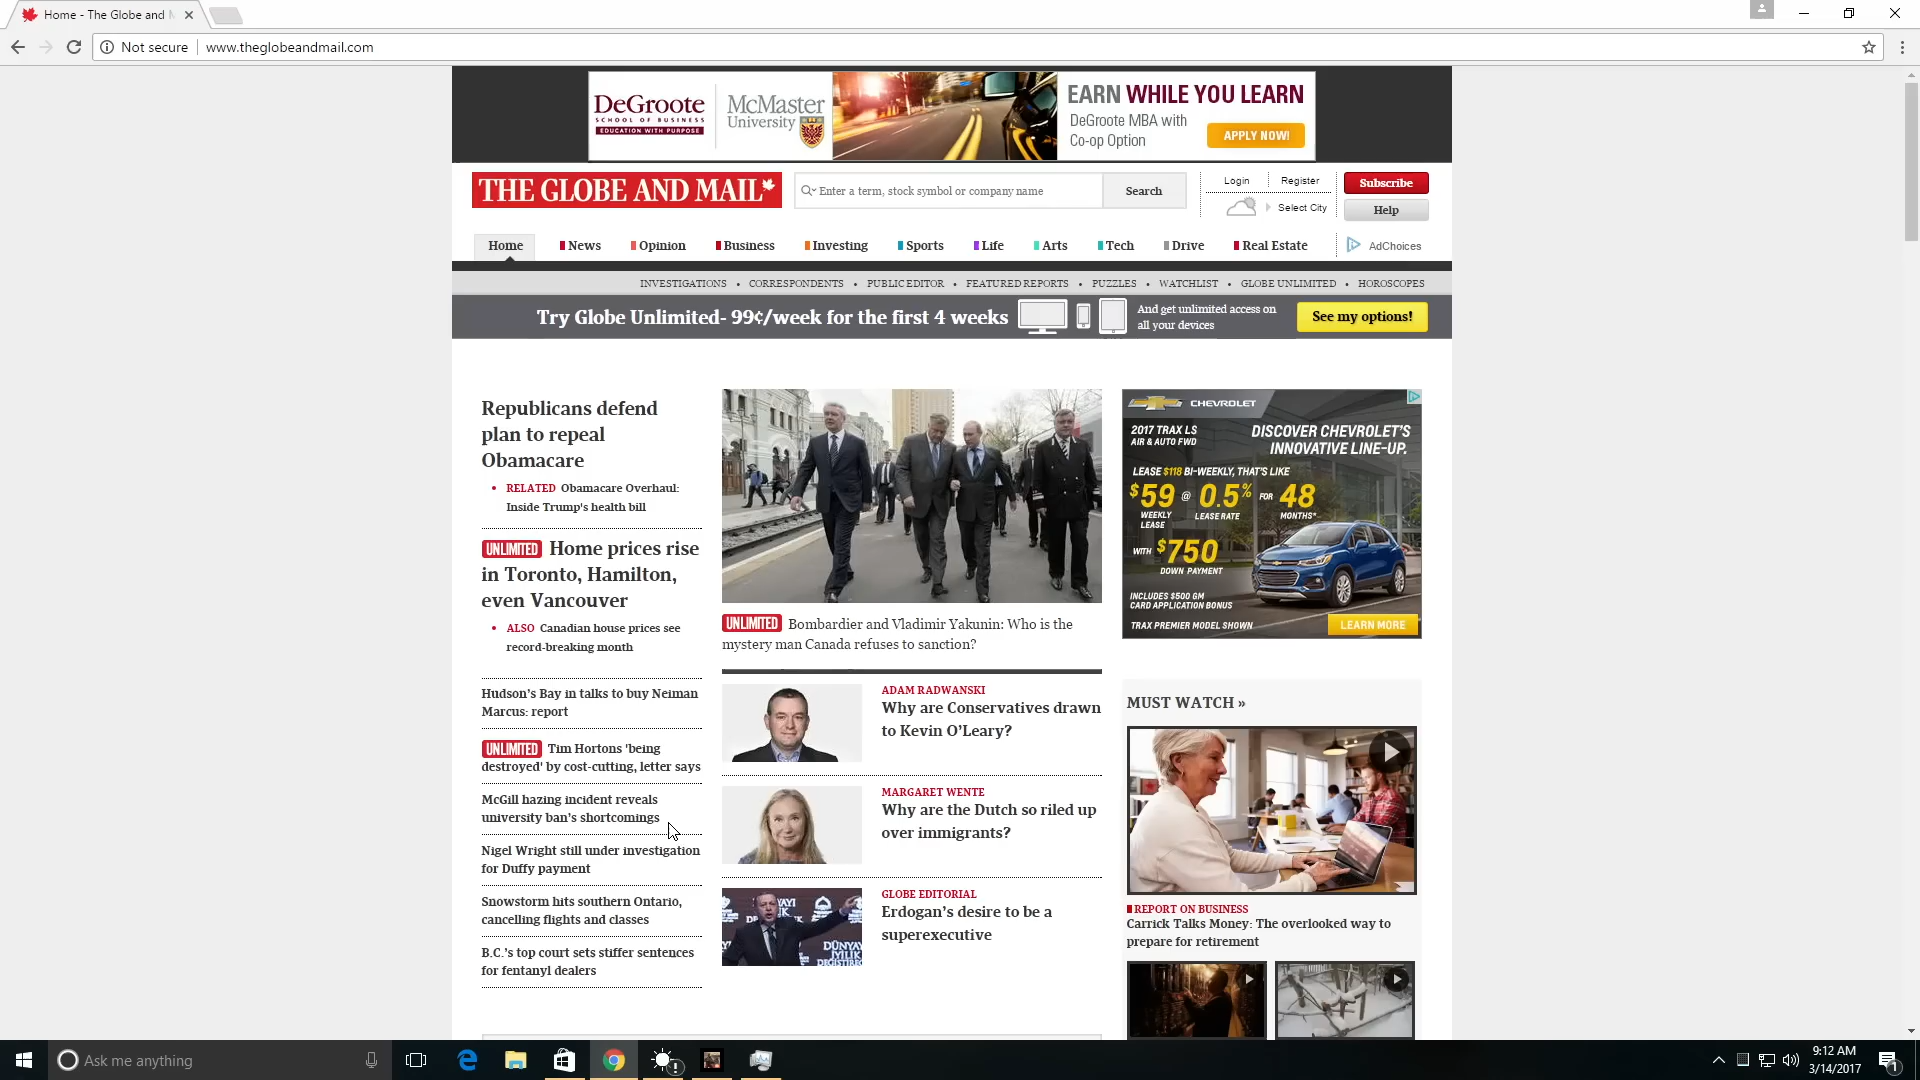 Home - The Globe and M
Not secure
www.theglobeandmail.com
DeGroote
SCHOOL OF BUSINESS
EDUCATION WITH PURPOSE
McMaster
University
EARN WHILE YOU LEARN
DeGroote MBA with
Co-op Option
APPLY NOW!
THE GLOBE AND MAIL
Enter a term, stock symbol or company name
Search
Login
Register
Select City
Subscribe
Help
Home
News
Opinion
Business
Investing
Sports
Life
Arts
Tech
Drive
Real Estate
AdChoices
INVESTIGATIONS • CORRESPONDENTS • PUBLIC EDITOR • FEATURED REPORTS • PUZZLES • WATCHLIST • GLOBE UNLIMITED • HOROSCOPES
Try Globe Unlimited- 99¢/week for the first 4 weeks
And get unlimited access on
all your devices
See my options!
Republicans defend
plan to repeal
Obamacare
• RELATED Obamacare Overhaul:
Inside Trump's health bill
UNLIMITED Home prices rise
in Toronto, Hamilton,
even Vancouver
• ALSO Canadian house prices see
record-breaking month
Hudson’s Bay in talks to buy Neiman
Marcus: report
UNLIMITED Tim Hortons 'being
destroyed' by cost-cutting, letter says
McGill hazing incident reveals
university ban’s shortcomings
Nigel Wright still under investigation
for Duffy payment
Snowstorm hits southern Ontario,
cancelling flights and classes
B.C.’s top court sets stiffer sentences
for fentanyl dealers
UNLIMITED Bombardier and Vladimir Yakunin: Who is the
mystery man Canada refuses to sanction?
ADAM RADWANSKI
Why are Conservatives drawn
to Kevin O’Leary?
MARGARET WENTE
Why are the Dutch so riled up
over immigrants?
GLOBE EDITORIAL
Erdogan’s desire to be a
superexecutive
CHEVROLET
2017 TRAX LS
AIR & AUTO FWD
DISCOVER CHEVROLET'S
INNOVATIVE LINE-UP.
LEASE $118 BI-WEEKLY, THAT'S LIKE
$59 @ 0.5% FOR 48
WEEKLY
LEASE
LEASE RATE
MONTHS*
WITH $750
DOWN PAYMENT
INCLUDES $500 GM
CARD APPLICATION BONUS
TRAX PREMIER MODEL SHOWN
LEARN MORE
MUST WATCH »
REPORT ON BUSINESS
Carrick Talks Money: The overlooked way to
prepare for retirement
Ask me anything
9:12 AM
3/14/2017
1